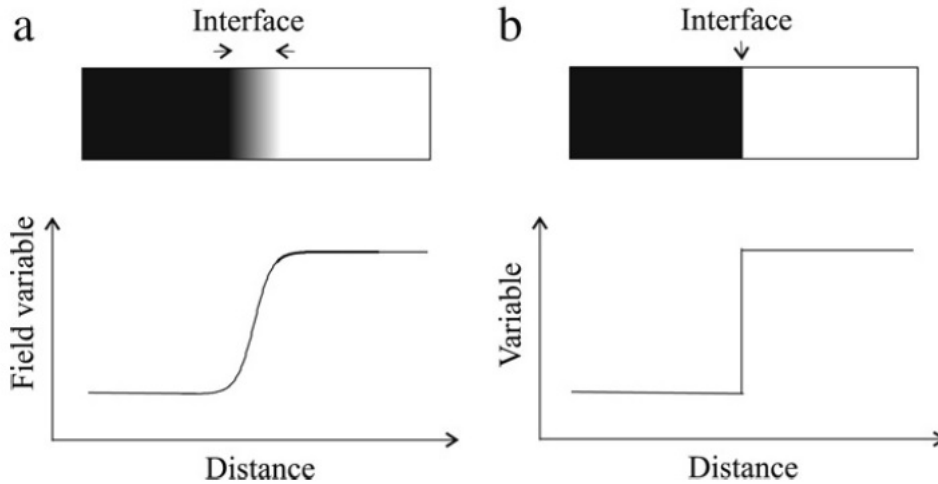 a
Interface
b
Interface
Field variable
Distance
Variable
Distance